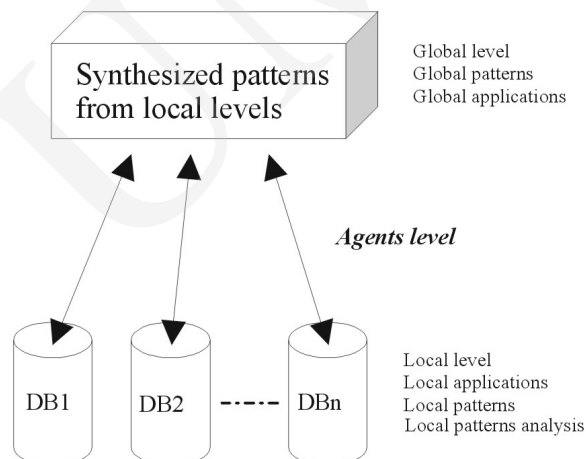 Synthesized patterns
from local levels
Global level
Global patterns
Global applications
Agents level
DB1
DB2
DBn
Local level
Local applications
Local patterns
Local patterns analysis